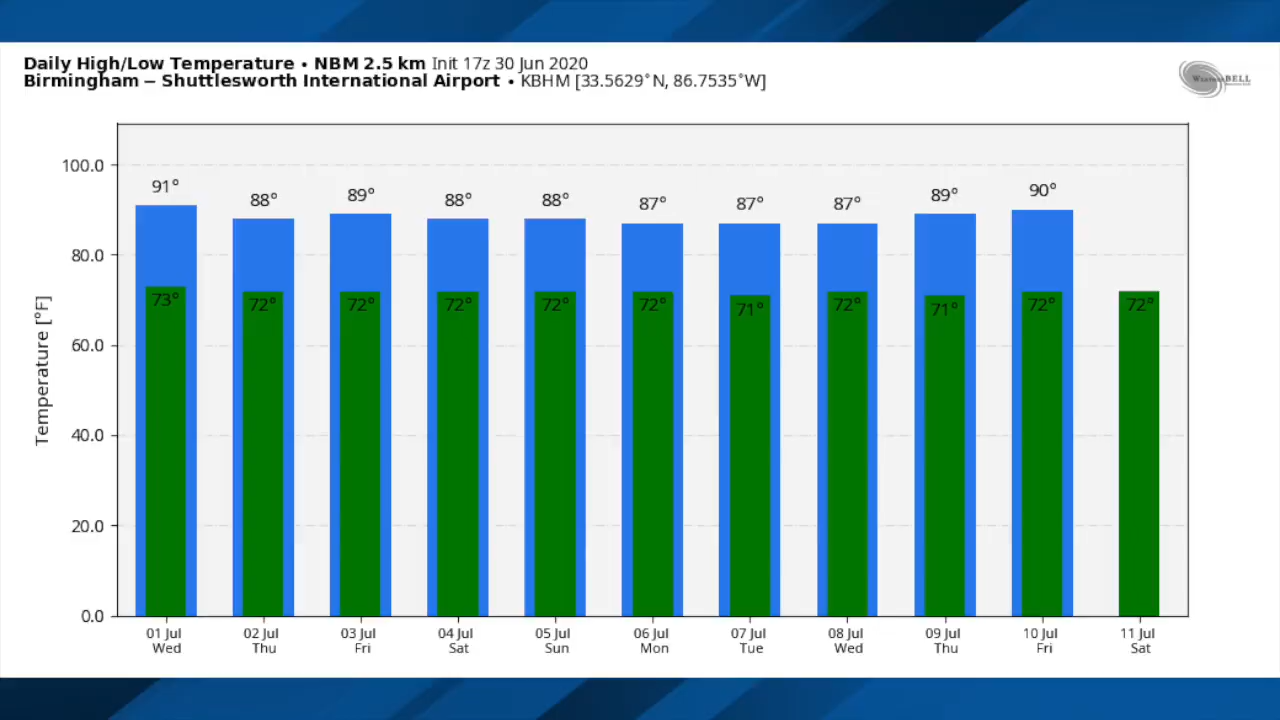 Daily High/Low Temperature • NBM 2.5 km Init 17z 30 Jun 2020
Birmingham – Shuttlesworth International Airport • KBHM [33.5629°N, 86.7535°W]
WeatherBELL
Temperature [°F]
100.0
80.0
60.0
40.0
20.0
0.0
91° 88° 89° 88° 88° 87° 87° 87° 89° 90°
73° 72° 72° 72° 72° 72° 71° 72° 71° 72° 72°
01 Jul 02 Jul 03 Jul 04 Jul 05 Jul 06 Jul 07 Jul 08 Jul 09 Jul 10 Jul 11 Jul
Wed Thu Fri Sat Sun Mon Tue Wed Thu Fri Sat